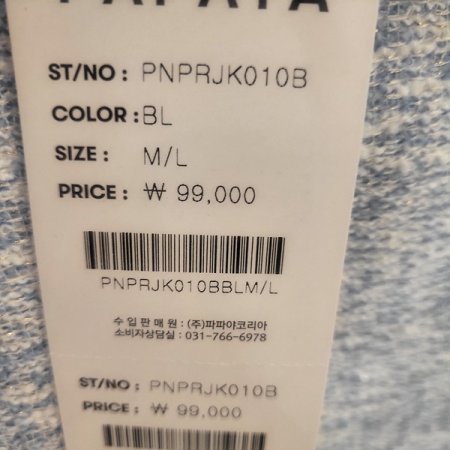 PAPAYA
ST/NO : PNPRJK010B
COLOR : BL
SIZE : M/L
PRICE : ₩ 99,000
PNPRJK010BBLM/L
수 입 판 매 원 : (주)파파야코리아
소비자상담실 : 031-766-6978
ST/NO : PNPRJK010B
PRICE : ₩ 99,000